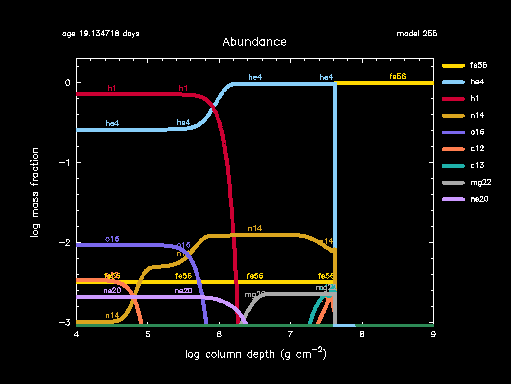 age 19.134718 days
model 255
Abundance
fe56
he4
h1
n14
o16
c12
c13
mg22
ne20
0
−1
−2
−3
log mass fraction
h1
h1
he4
he4
fe56
he4
he4
n14
n14
o16
o16
fe56
fe56
fe56
fe56
ne20
ne20
mg22
mg22
n14
4
5
6
7
8
9
log column depth (g cm⁻²)